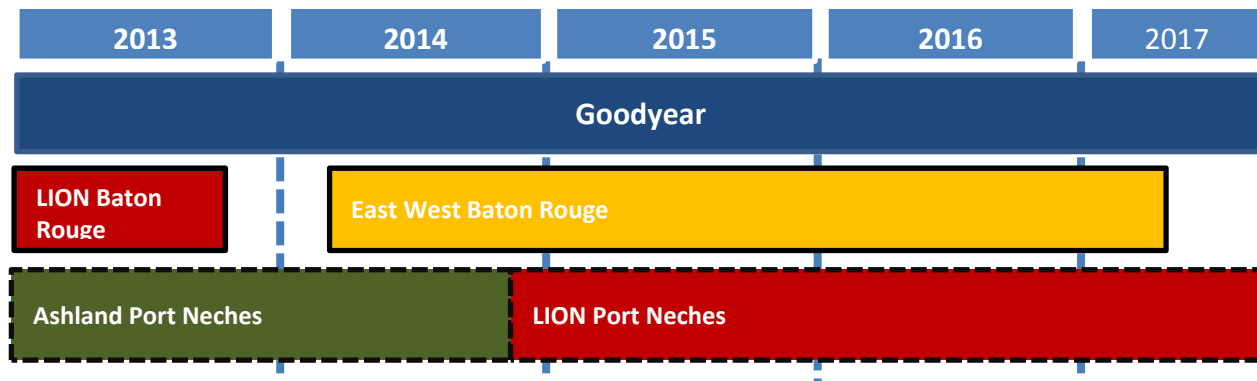 2013 2014 2015 2016 2017
Goodyear
LION Baton
Rouge
East West Baton Rouge
Ashland Port Neches
LION Port Neches